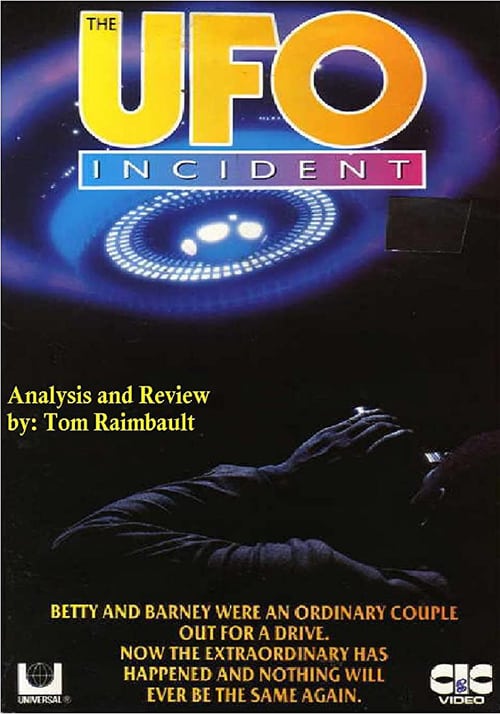 THE
UFO
INCIDENT
Analysis and Review
by: Tom Raimbault
BETTY AND BARNEY WERE AN ORDINARY COUPLE
OUT FOR A DRIVE.
NOW THE EXTRAORDINARY HAS
HAPPENED AND NOTHING WILL
EVER BE THE SAME AGAIN.
UNIVERSAL®
CIC
VIDEO